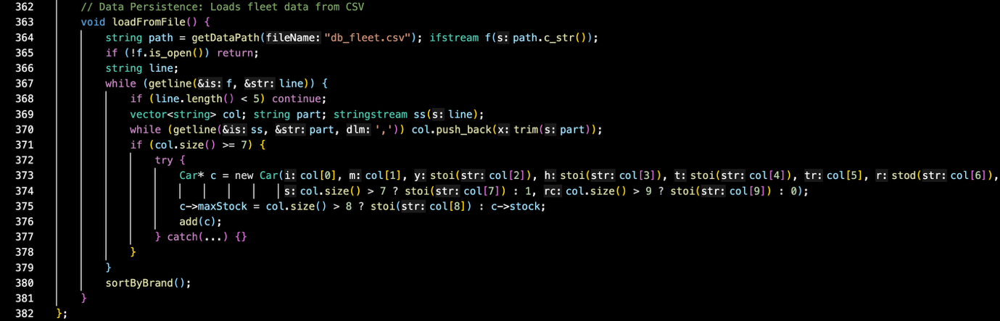 362 // Data Persistence: Loads fleet data from CSV
363 void loadFromFile() {
364 string path = getDataPath(fileName: "db_fleet.csv"); ifstream f(s: path.c_str());
365 if (!f.is_open()) return;
366 string line;
367 while (getline(&is: f, &str: line)) {
368 if (line.length() < 5) continue;
369 vector<string> col; string part; stringstream ss(s: line);
370 while (getline(&is: ss, &str: part, dlm: ',')) col.push_back(x: trim(s: part));
371 if (col.size() >= 7) {
372 try {
373 Car* c = new Car(i: col[0], m: col[1], y: stoi(str: col[2]), h: stoi(str: col[3]), t: stoi(str: col[4]), tr: col[5], r: stod(str: col[6]),
374 s: col.size() > 7 ? stoi(str: col[7]) : 1, rc: col.size() > 9 ? stoi(str: col[9]) : 0);
375 c->maxStock = col.size() > 8 ? stoi(str: col[8]) : c->stock;
376 add(c);
377 } catch(...) {}
378 }
379 }
380 sortByBrand();
381 }
382 };